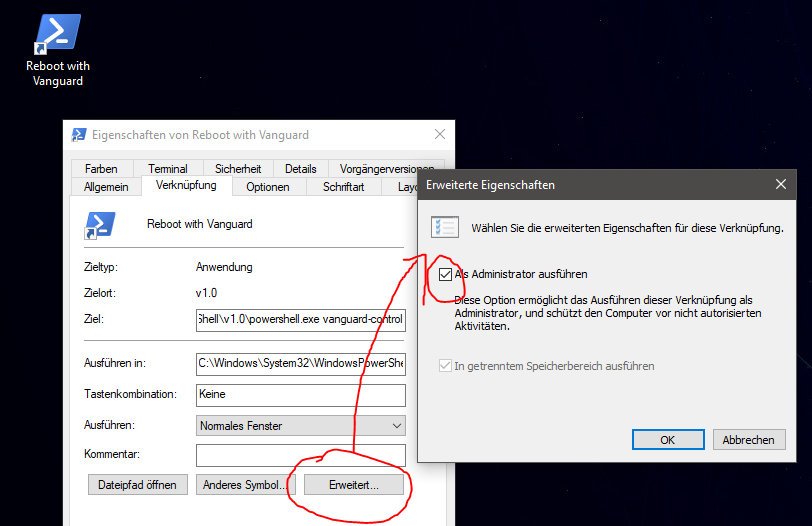 Reboot with
Vanguard
Eigenschaften von Reboot with Vanguard
Farben Terminal Sicherheit Details Vorgängerversionen
Allgemein Verknüpfung Optionen Schriftart
Reboot with Vanguard
Zieltyp: Anwendung
Zielort: v1.0
Ziel: Shell\v1.0\powershell.exe vanguard-control
Ausführen in: C:\Windows\System32\WindowsPowerShe
Tastenkombination: Keine
Ausführen: Normales Fenster
Kommentar:
Dateipfad öffnen Anderes Symbol... Erweitert...
Erweiterte Eigenschaften
Wählen Sie die erweiterten Eigenschaften für diese Verknüpfung.
Als Administrator ausführen
Diese Option ermöglicht das Ausführen dieser Verknüpfung als
Administrator, und schützt den Computer vor nicht autorisierten
Aktivitäten.
In getrenntem Speicherbereich ausführen
OK Abbrechen